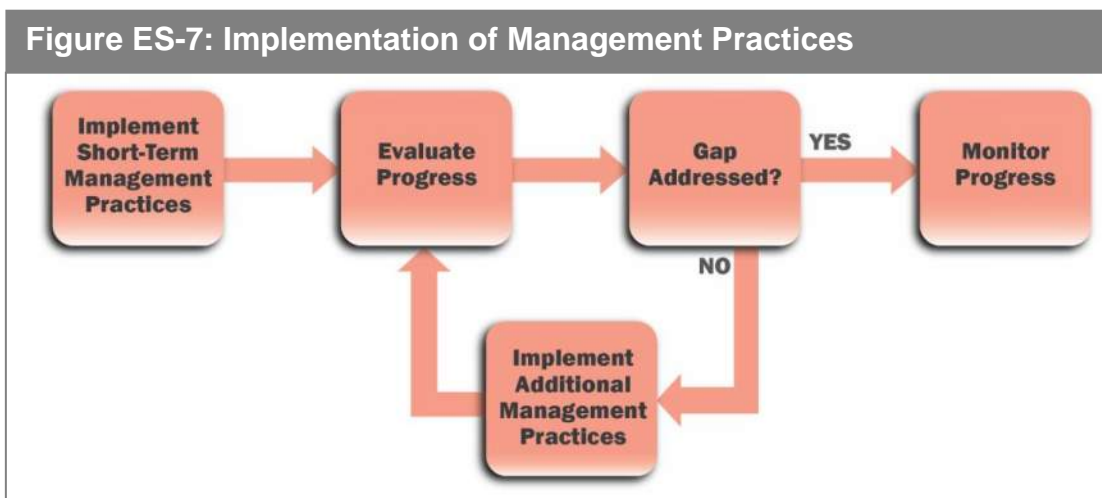 Figure ES-7: Implementation of Management Practices
Implement
Short-Term
Management
Practices
Evaluate
Progress
Gap
Addressed?
YES
Monitor
Progress
NO
Implement
Additional
Management
Practices